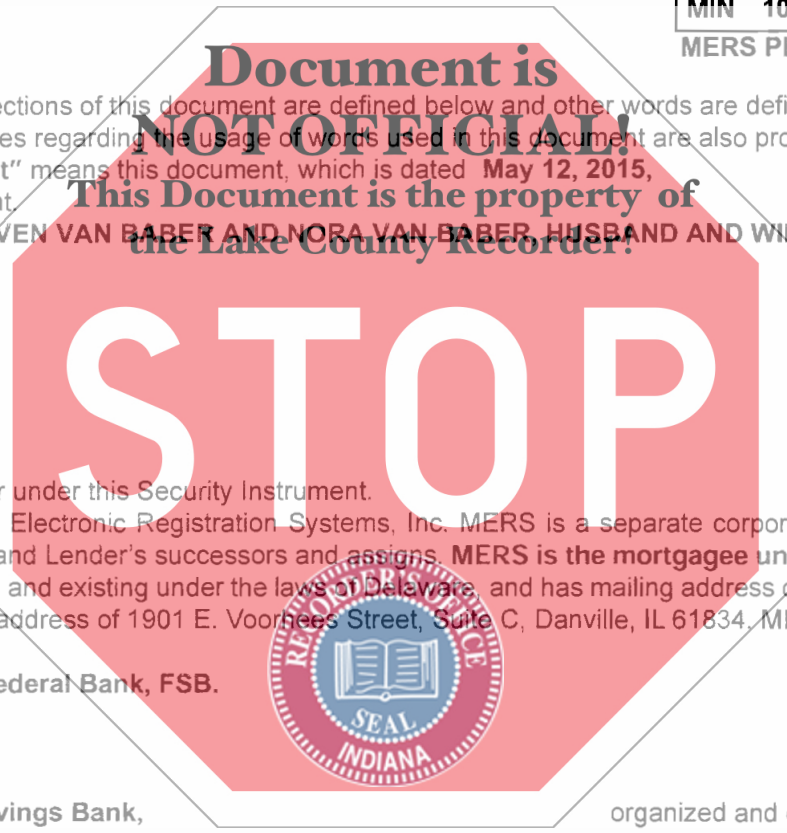 MIN 10
Document is
MERS
ctions of this document are defined below and other words are defi
es regarding the usage of words used in this document are also pro
NOT OFFICIAL!
t” means this document, which is dated May 12, 2015,
This Document is the property of
nt.
VEN VAN BABER AND NORA VAN BABER, HUSBAND AND WI
the Lake County Recorder!
STOP
r under this Security Instrument.
Electronic Registration Systems, Inc. MERS is a separate corpor
and Lender’s successors and assigns. MERS is the mortgagee un
and existing under the laws of Delaware, and has mailing address
address of 1901 E. Voorhees Street, Suite C, Danville, IL 61834. M
ederal Bank, FSB.
RECORDER'S OFFICE
SEAL
INDIANA
vings Bank,
organized and